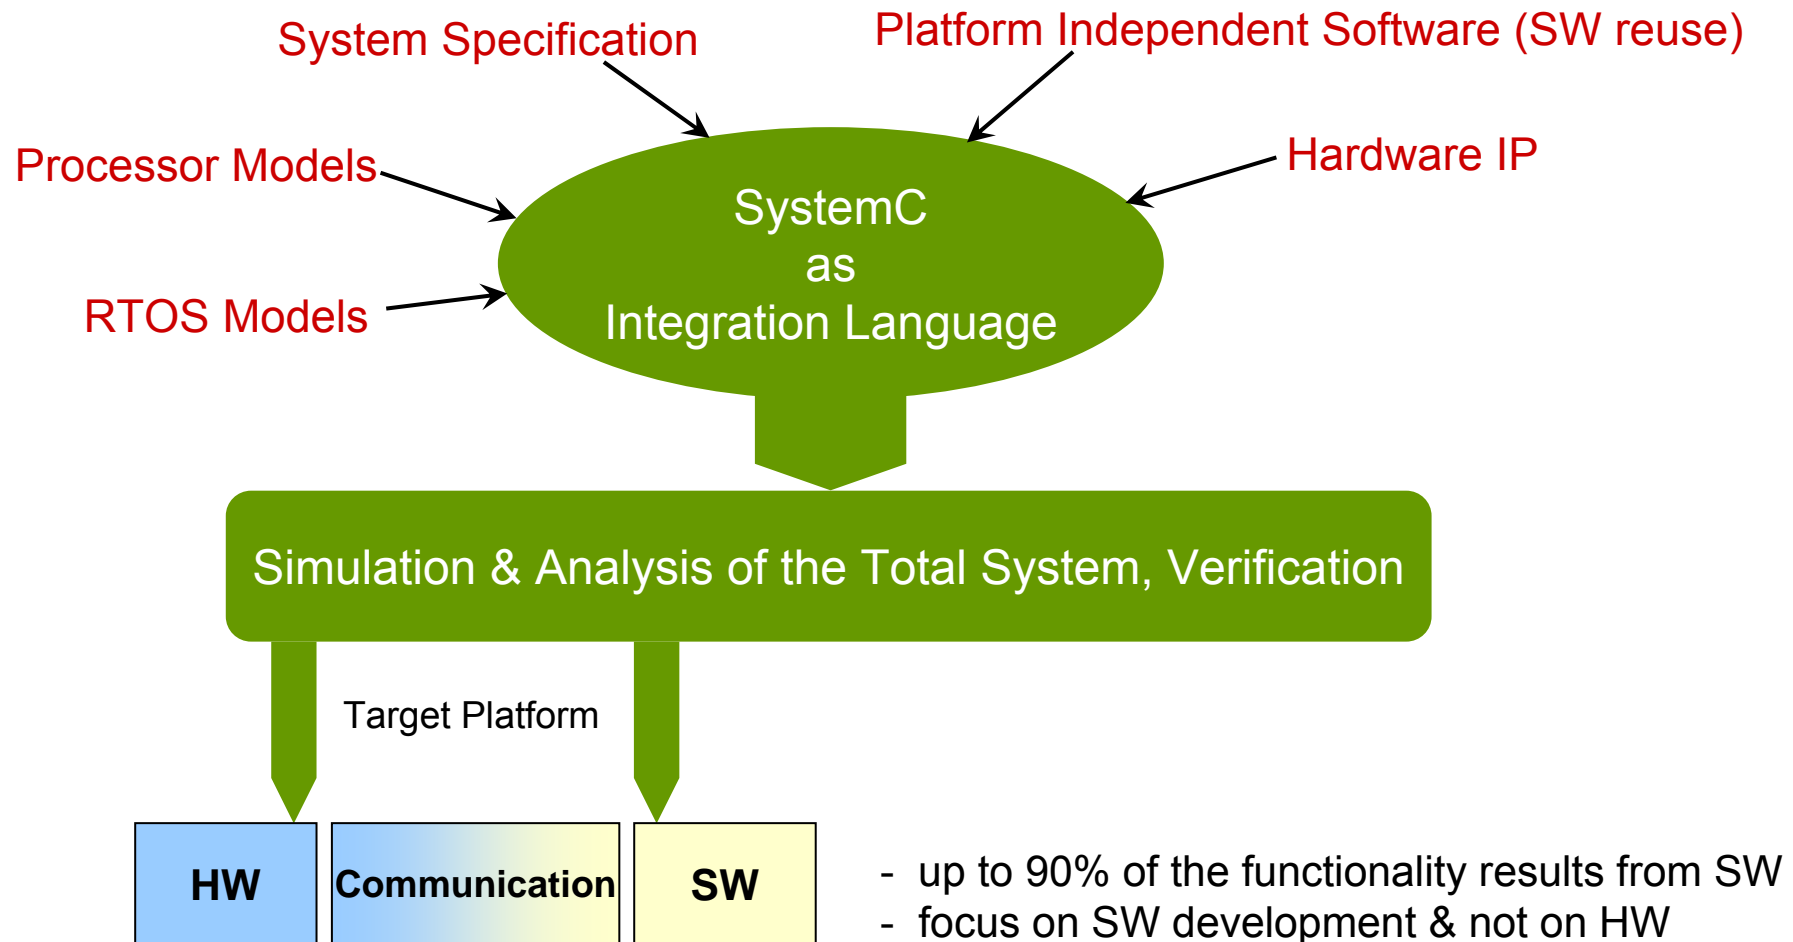 System Specification
Platform Independent Software (SW reuse)
Processor Models
Hardware IP
SystemC
as
Integration Language
RTOS Models
Simulation & Analysis of the Total System, Verification
Target Platform
HW
Communication
SW
- up to 90% of the functionality results from SW
- focus on SW development & not on HW